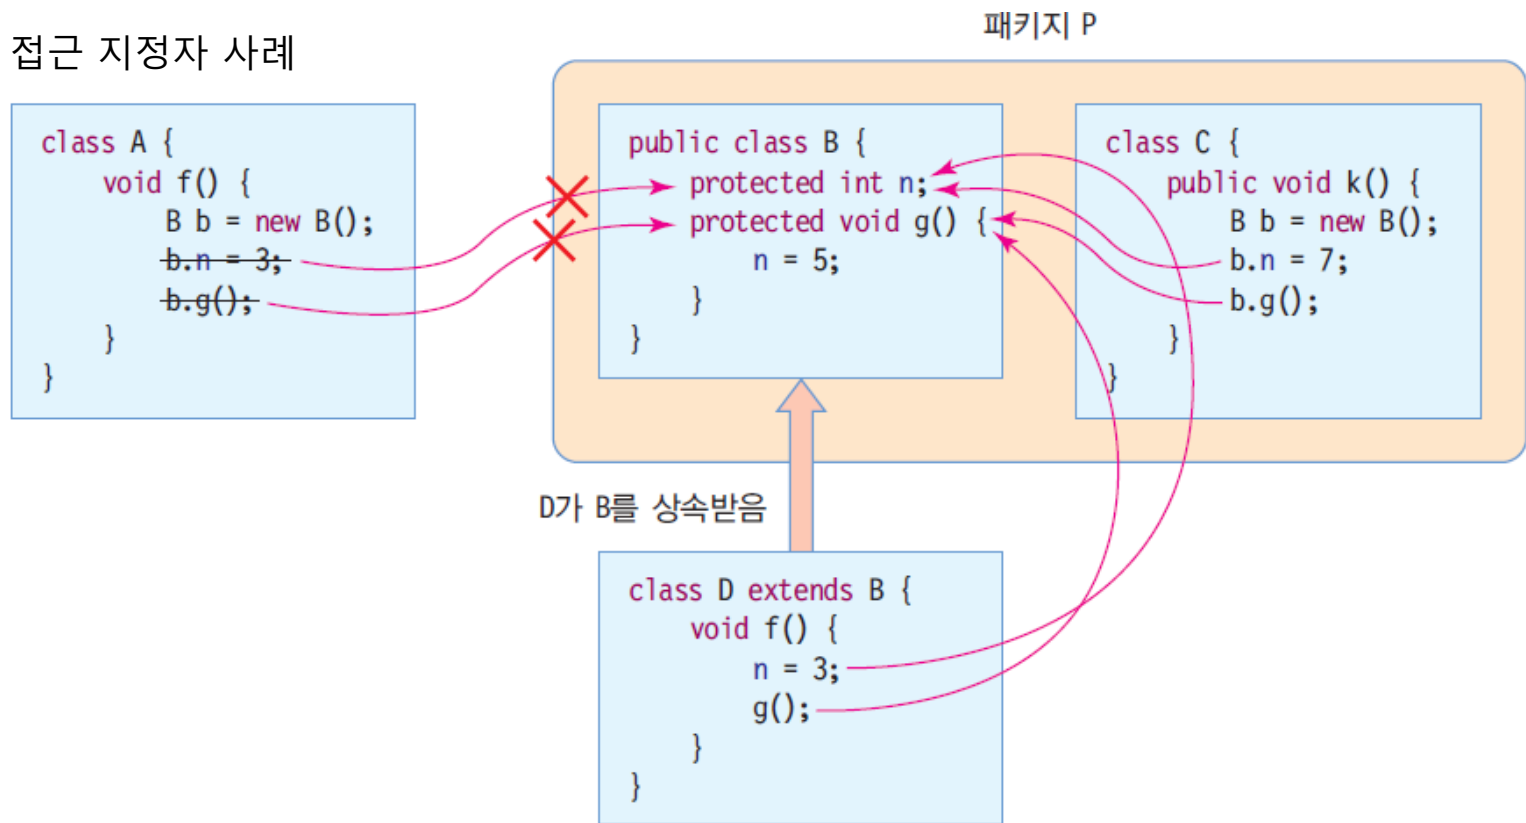 접근 지정자 사례
패키지 P
class A {
void f() {
B b = new B();
b.n = 3;
b.g();
}
}
public class B {
protected int n;
protected void g() {
n = 5;
}
}
class C {
public void k() {
B b = new B();
b.n = 7;
b.g();
}
}
D가 B를 상속받음
class D extends B {
void f() {
n = 3;
g();
}
}